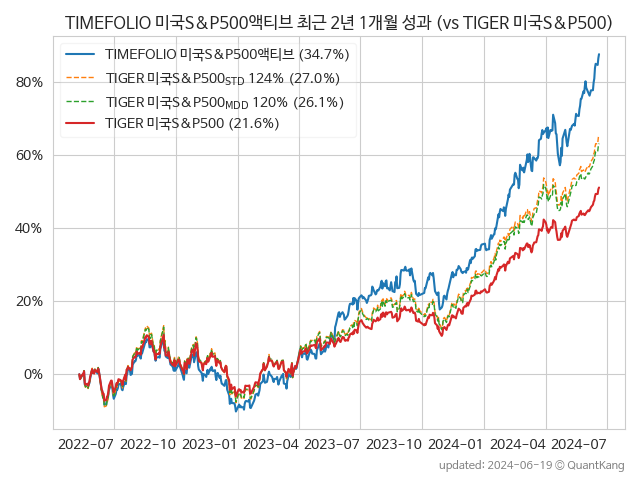 TIMEFOLIO 미국S&P500액티브 최근 2년 1개월 성과 (vs TIGER 미국S&P500)
TIMEFOLIO 미국S&P500액티브 (34.7%)
TIGER 미국S&P500STD 124% (27.0%)
TIGER 미국S&P500MDD 120% (26.1%)
TIGER 미국S&P500 (21.6%)
80%
60%
40%
20%
0%
2022-07 2022-10 2023-01 2023-04 2023-07 2023-10 2024-01 2024-04 2024-07
updated: 2024-06-19 © QuantKang